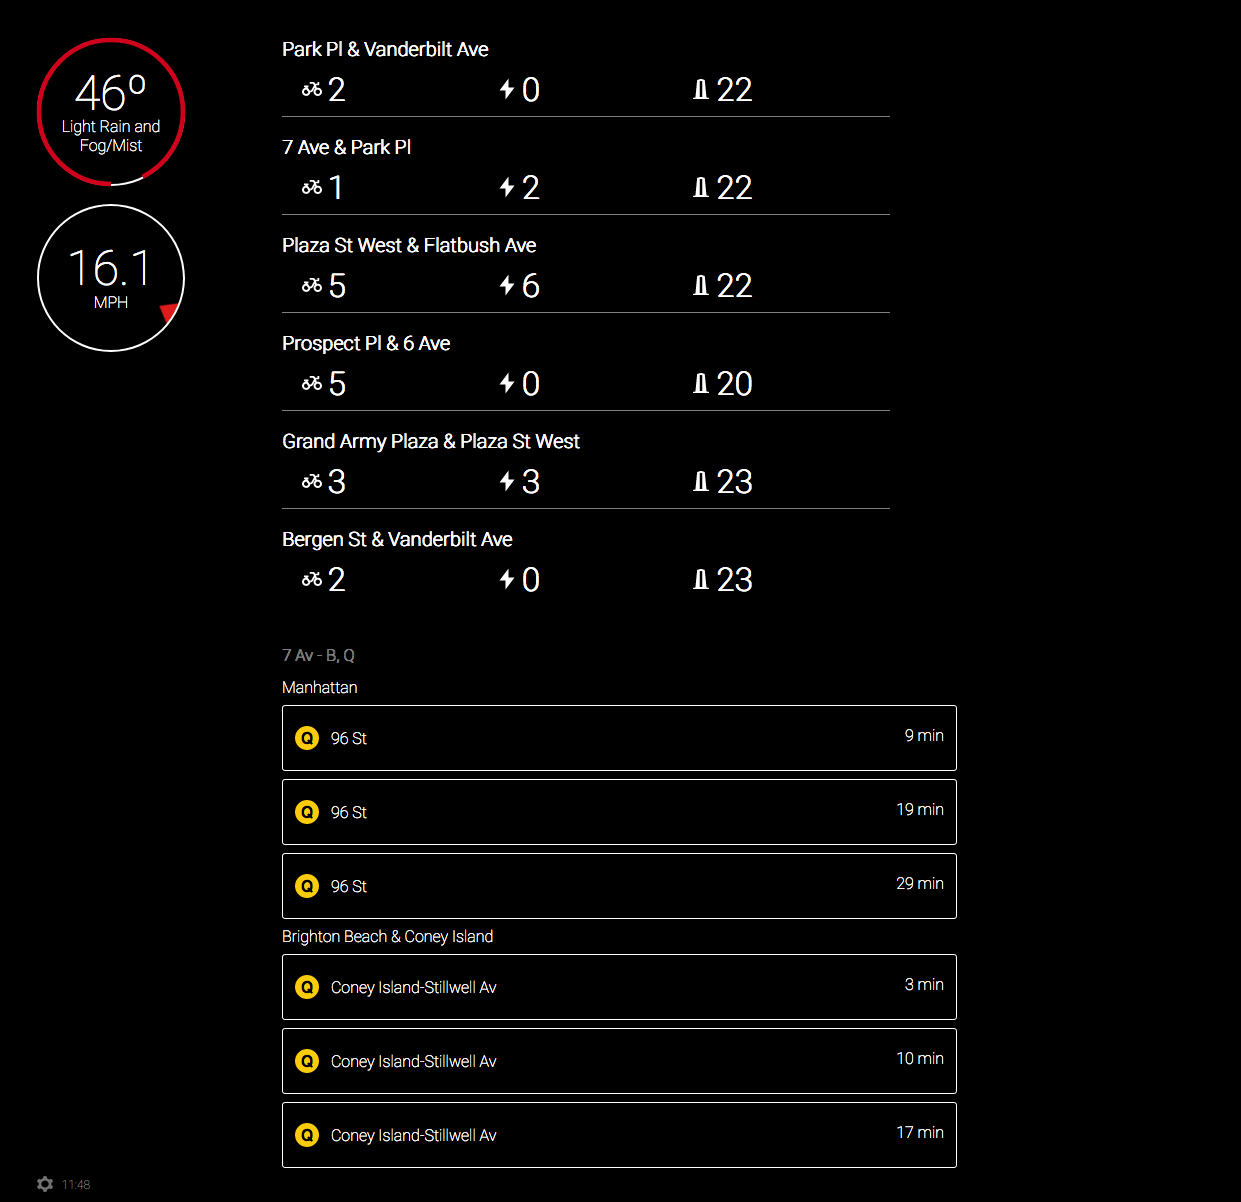 46º
Light Rain and
Fog/Mist
16.1
MPH
Park Pl & Vanderbilt Ave
2 0 22
7 Ave & Park Pl
1 2 22
Plaza St West & Flatbush Ave
5 6 22
Prospect Pl & 6 Ave
5 0 20
Grand Army Plaza & Plaza St West
3 3 23
Bergen St & Vanderbilt Ave
2 0 23
7 Av - B, Q
Manhattan
Q 96 St 9 min
Q 96 St 19 min
Q 96 St 29 min
Brighton Beach & Coney Island
Q Coney Island-Stillwell Av 3 min
Q Coney Island-Stillwell Av 10 min
Q Coney Island-Stillwell Av 17 min
11:48